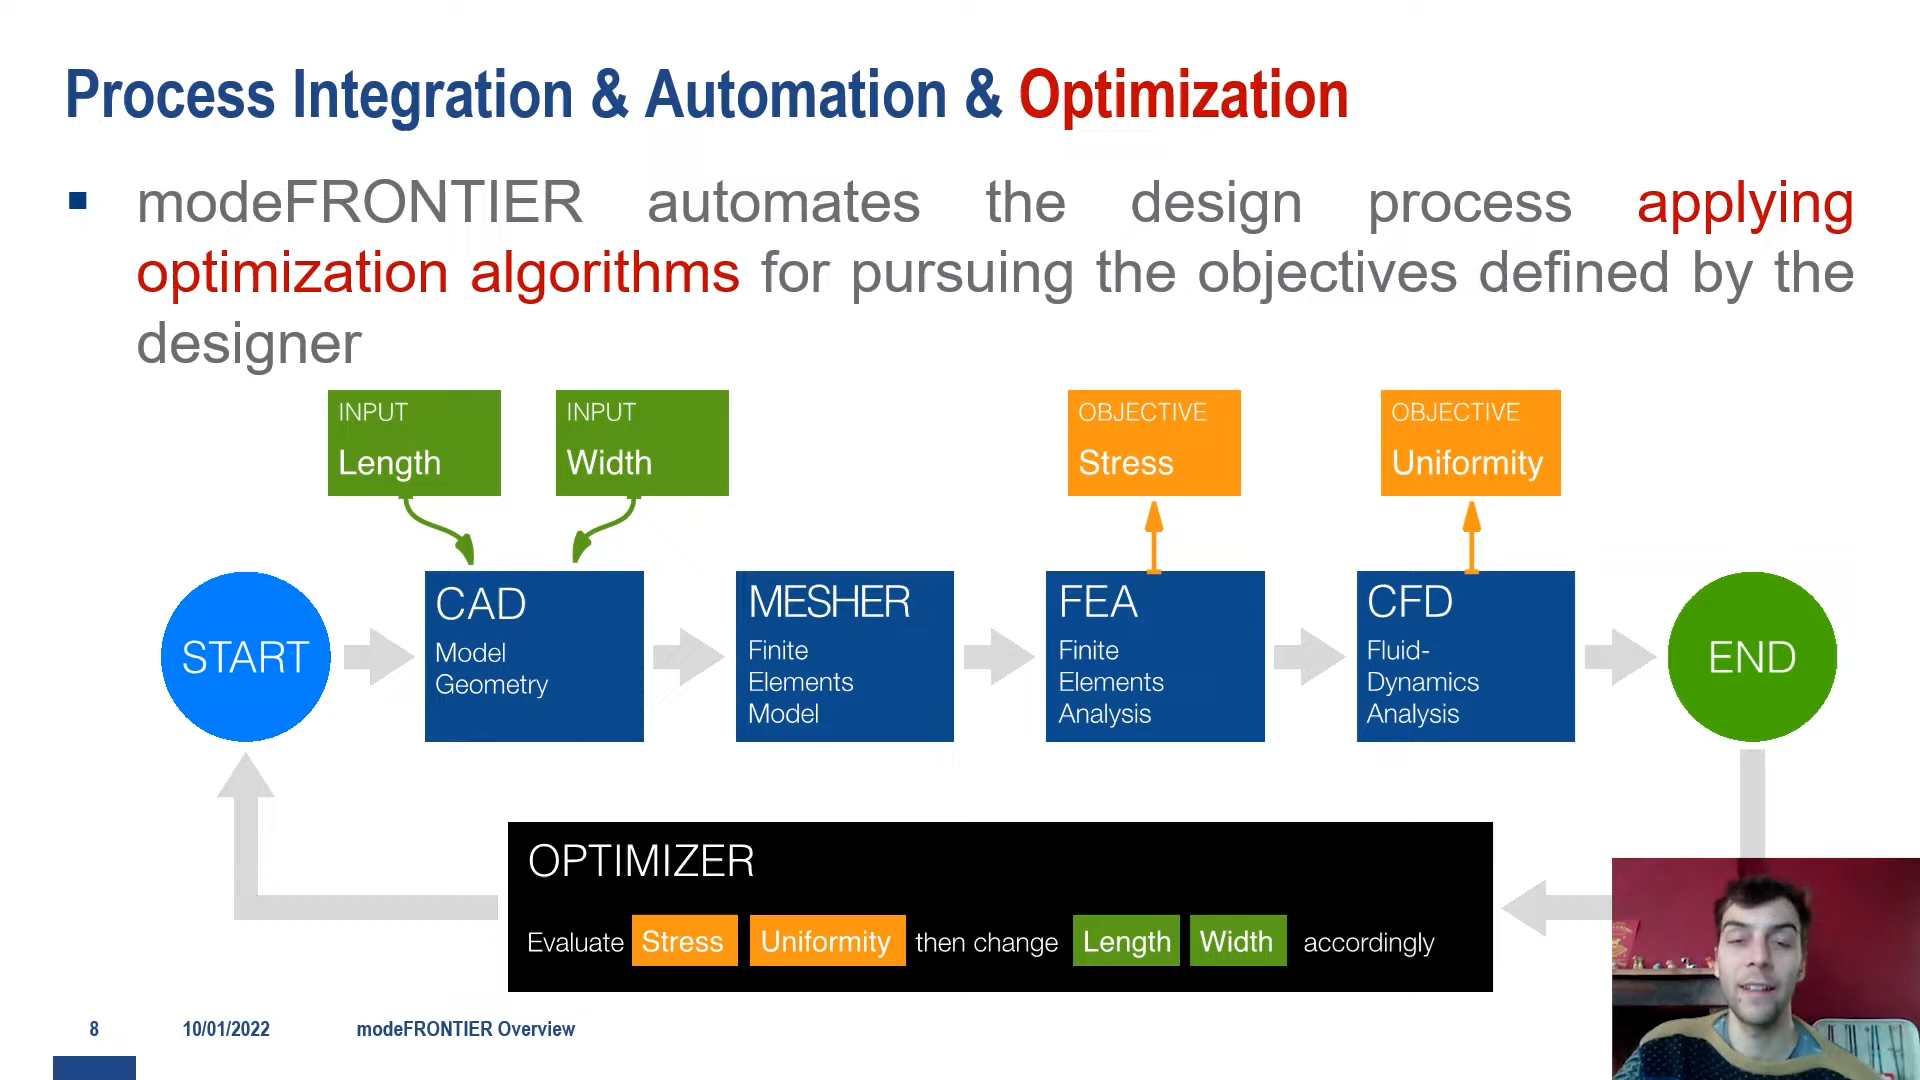 Process Integration & Automation & Optimization
▪ modeFRONTIER automates the design process applying
optimization algorithms for pursuing the objectives defined by the
designer
INPUT
Length
INPUT
Width
OBJECTIVE
Stress
OBJECTIVE
Uniformity
START
CAD
Model
Geometry
MESHER
Finite
Elements
Model
FEA
Finite
Elements
Analysis
CFD
Fluid-
Dynamics
Analysis
END
OPTIMIZER
Evaluate Stress Uniformity then change Length Width accordingly
8 10/01/2022 modeFRONTIER Overview